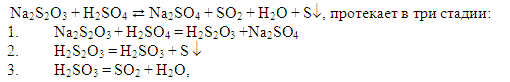 Na₂S₂O₃ + H₂SO₄ ⇄ Na₂SO₄ + SO₂ + H₂O + S↓, протекает в три стадии:
1. Na₂S₂O₃ + H₂SO₄ = H₂S₂O₃ +Na₂SO₄
2. H₂S₂O₃ = H₂SO₃ + S ↓
3. H₂SO₃ = SO₂ + H₂O,